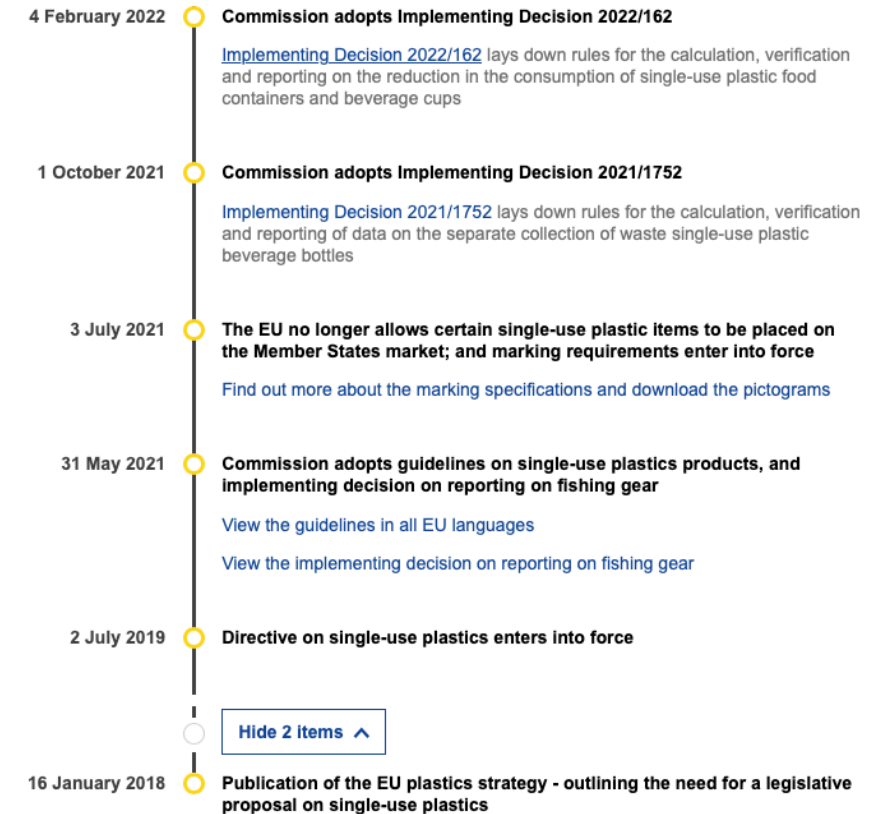 4 February 2022
Commission adopts Implementing Decision 2022/162
Implementing Decision 2022/162 lays down rules for the calculation, verification
and reporting on the reduction in the consumption of single-use plastic food
containers and beverage cups
1 October 2021
Commission adopts Implementing Decision 2021/1752
Implementing Decision 2021/1752 lays down rules for the calculation, verification
and reporting of data on the separate collection of waste single-use plastic
beverage bottles
3 July 2021
The EU no longer allows certain single-use plastic items to be placed on
the Member States market; and marking requirements enter into force
Find out more about the marking specifications and download the pictograms
31 May 2021
Commission adopts guidelines on single-use plastics products, and
implementing decision on reporting on fishing gear
View the guidelines in all EU languages
View the implementing decision on reporting on fishing gear
2 July 2019
Directive on single-use plastics enters into force
Hide 2 items
16 January 2018
Publication of the EU plastics strategy - outlining the need for a legislative
proposal on single-use plastics